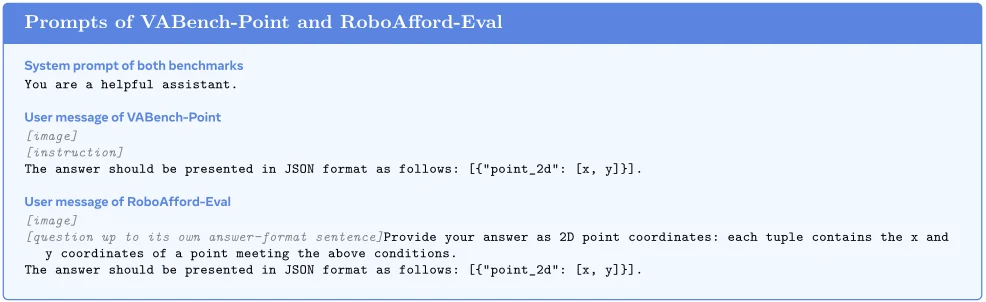 Prompts of VABench-Point and RoboAfford-Eval
System prompt of both benchmarks
You are a helpful assistant.
User message of VABench-Point
[image]
[instruction]
The answer should be presented in JSON format as follows: [{"point_2d": [x, y]}].
User message of RoboAfford-Eval
[image]
[question up to its own answer-format sentence]Provide your answer as 2D point coordinates: each tuple contains the x and
y coordinates of a point meeting the above conditions.
The answer should be presented in JSON format as follows: [{"point_2d": [x, y]}].